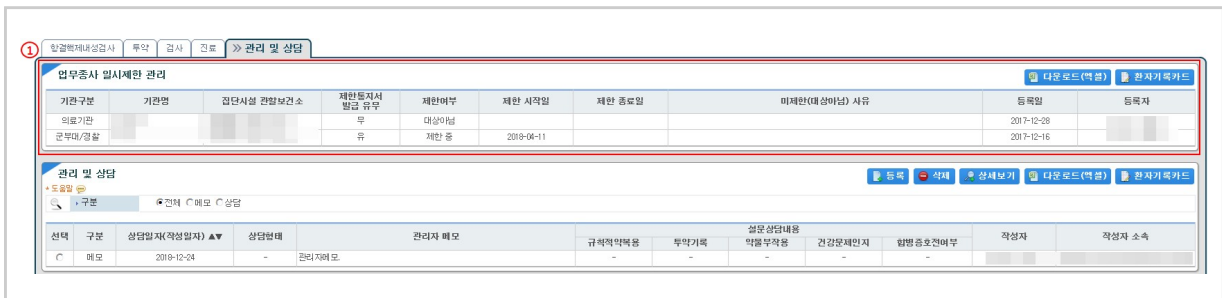 ① 항결핵제내성검사 투약 검사 진료 ≫ 관리 및 상담
업무종사 일시제한 관리 다운로드(엑셀) 환자기록카드
기관구분 기관명 집단시설 관할보건소 제한통지서 발급 유무 제한여부 제한 시작일 제한 종료일 미제한(대상아님) 사유 등록일 등록자
의료기관 무 대상아님 2017-12-28
군부대/경찰 유 제한 중 2018-04-11 2017-12-16
관리 및 상담 등록 삭제 상세보기 다운로드(엑셀) 환자기록카드
도움말
구분 전체 메모 상담
선택 구분 상담일자(작성일자) ▲▼ 상담형태 관리자 메모 설문상담내용 작성자 작성자 소속
규칙적약복용 투약기록 약물부작용 건강문제인지 합병증호전여부
메모 2018-12-24 - 관리자메모. - - - - -